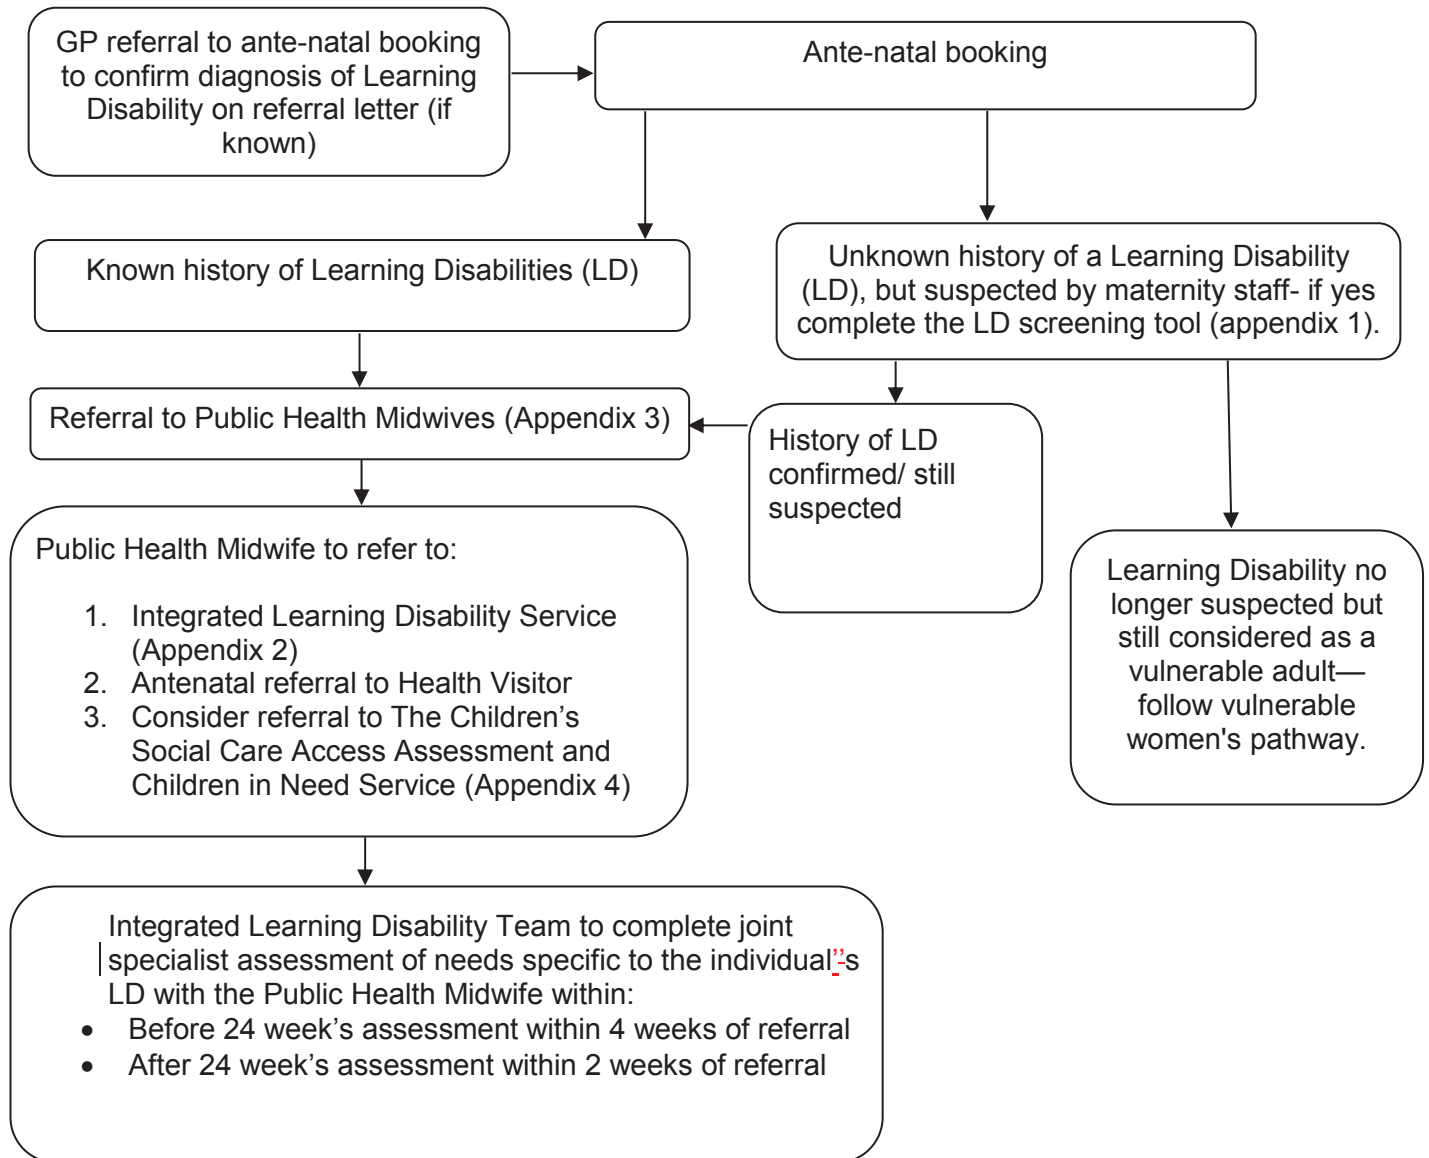 GP referral to ante-natal booking
to confirm diagnosis of Learning
Disability on referral letter (if
known)
Ante-natal booking
Known history of Learning Disabilities (LD)
Unknown history of a Learning Disability
(LD), but suspected by maternity staff- if yes
complete the LD screening tool (appendix 1).
Referral to Public Health Midwives (Appendix 3)
History of LD
confirmed/ still
suspected
Public Health Midwife to refer to:
1. Integrated Learning Disability Service
(Appendix 2)
2. Antenatal referral to Health Visitor
3. Consider referral to The Children’s
Social Care Access Assessment and
Children in Need Service (Appendix 4)
Learning Disability no
longer suspected but
still considered as a
vulnerable adult—
follow vulnerable
women's pathway.
Integrated Learning Disability Team to complete joint
specialist assessment of needs specific to the individual’'s
LD with the Public Health Midwife within:
• Before 24 week’s assessment within 4 weeks of referral
• After 24 week’s assessment within 2 weeks of referral